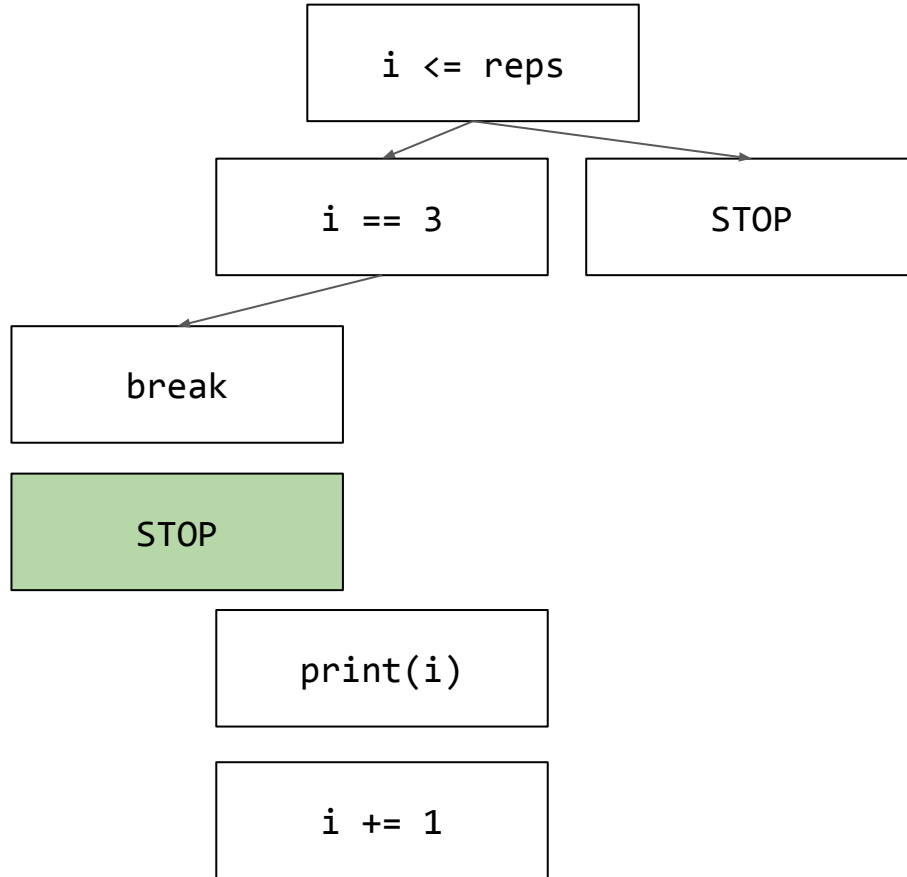 i <= reps
i == 3
STOP
break
STOP
print(i)
i += 1